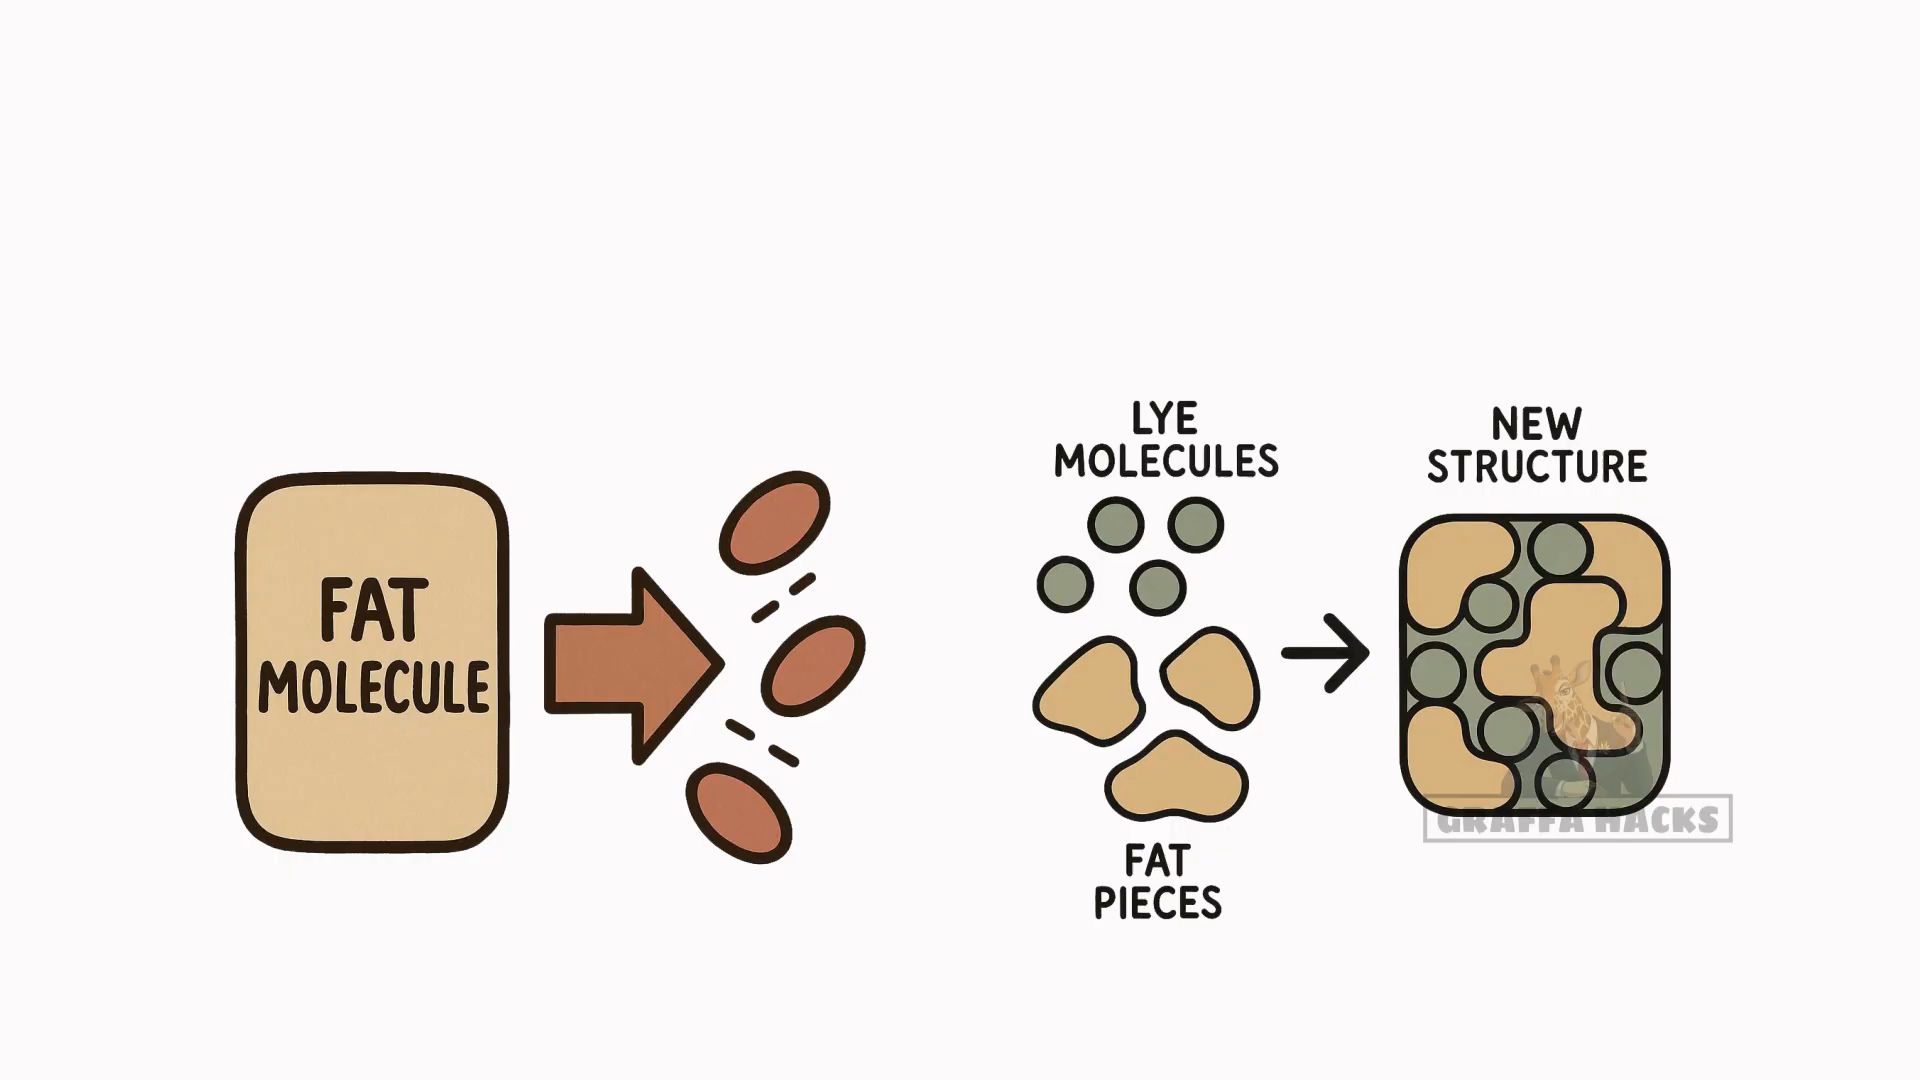 FAT
MOLECULE
LYE
MOLECULES
FAT
PIECES
NEW
STRUCTURE
GRAFFA HACKS